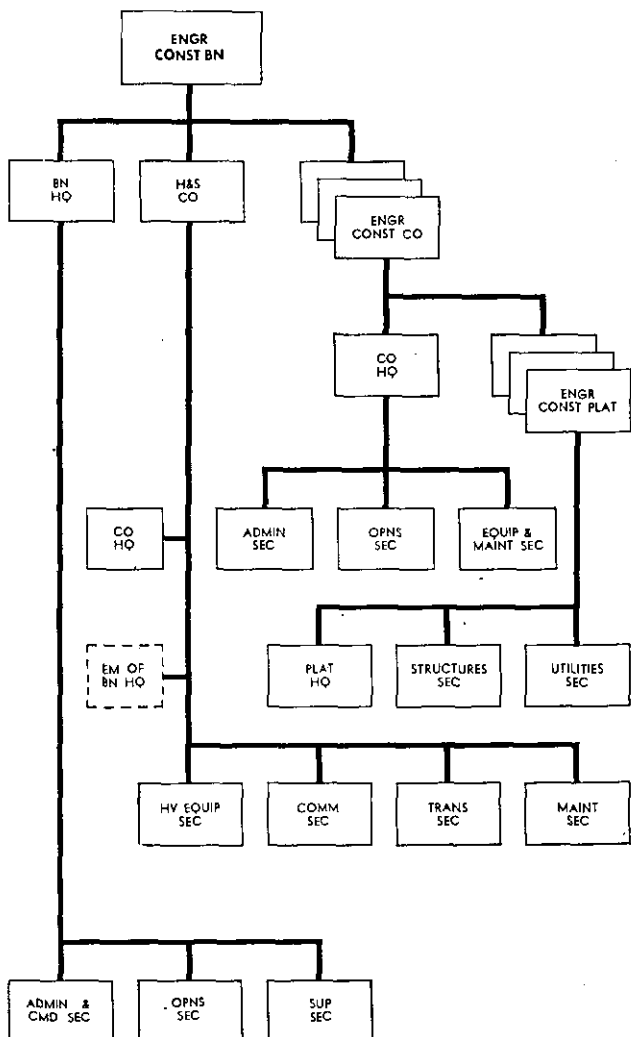 ENGR
CONST BN
BN
HQ
H&S
CO
ENGR
CONST CO
CO
HQ
ENGR
CONST PLAT
CO
HQ
ADMIN
SEC
OPNS
SEC
EQUIP &
MAINT SEC
EM OF
BN HQ
PLAT
HQ
STRUCTURES
SEC
UTILITIES
SEC
HV EQUIP
SEC
COMM
SEC
TRANS
SEC
MAINT
SEC
ADMIN &
CMD SEC
OPNS
SEC
SUP
SEC